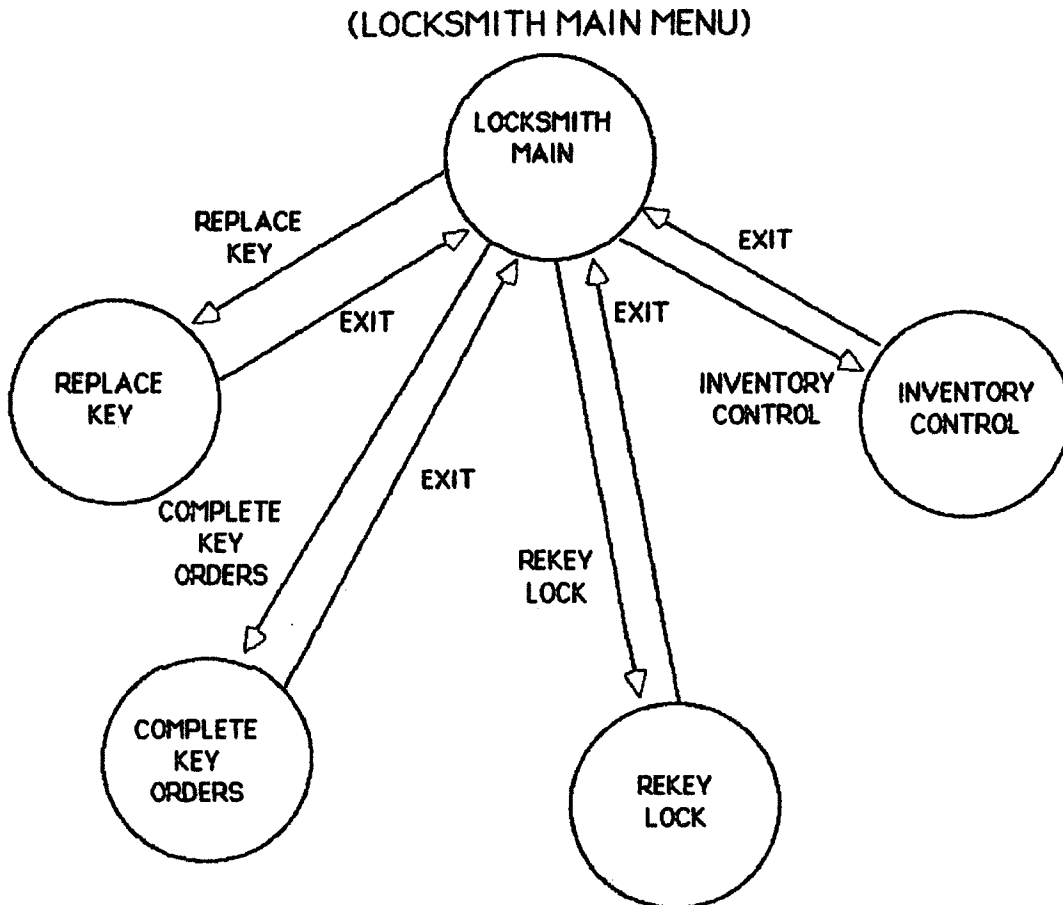 (LOCKSMITH MAIN MENU)
LOCKSMITH
MAIN
REPLACE
KEY
EXIT
EXIT
EXIT
REPLACE
KEY
INVENTORY
CONTROL
INVENTORY
CONTROL
EXIT
COMPLETE
KEY
ORDERS
REKEY
LOCK
COMPLETE
KEY
ORDERS
REKEY
LOCK